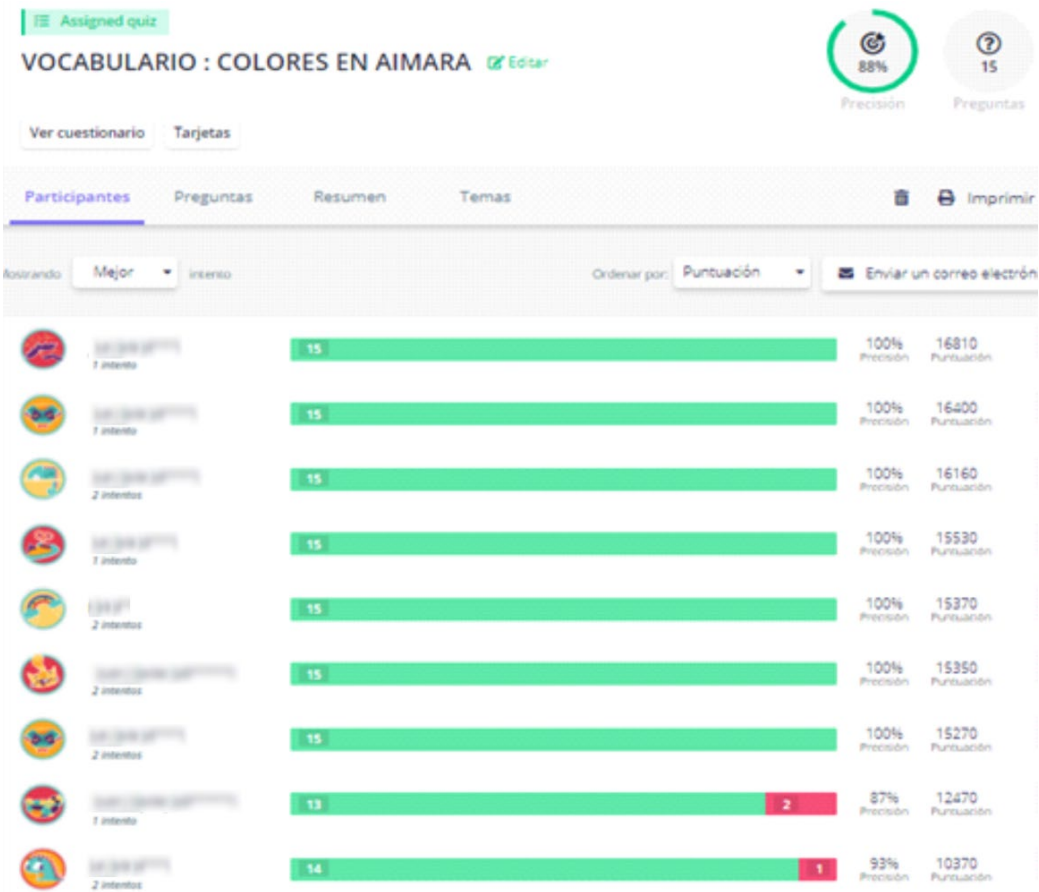 Assigned quiz
VOCABULARIO : COLORES EN AIMARA Editar
88%
Precisión
15
Preguntas
Ver cuestionario Tarjetas
Participantes Preguntas Resumen Temas Imprimir
Mostrando Mejor intento Ordenar por: Puntuación Enviar un correo electrón
1 intento 15 100% Precisión 16810 Puntuación
1 intento 15 100% Precisión 16400 Puntuación
2 intentos 15 100% Precisión 16160 Puntuación
1 intento 15 100% Precisión 15530 Puntuación
2 intentos 15 100% Precisión 15370 Puntuación
2 intentos 15 100% Precisión 15350 Puntuación
2 intentos 15 100% Precisión 15270 Puntuación
1 intento 13 2 87% Precisión 12470 Puntuación
2 intentos 14 1 93% Precisión 10370 Puntuación